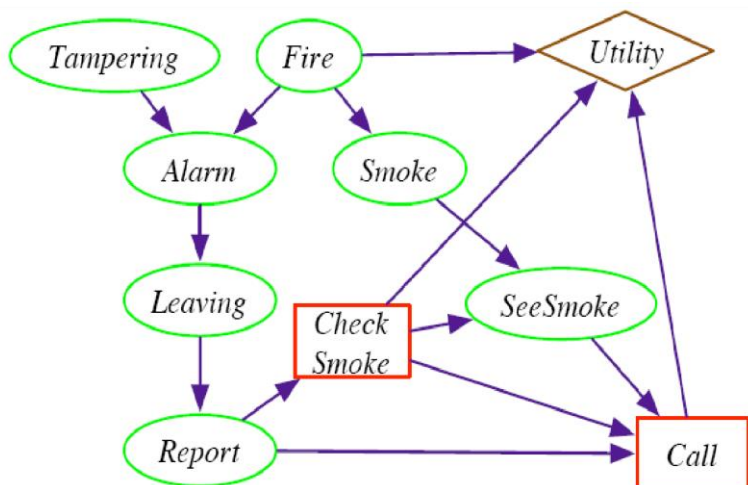 Tampering
Fire
Utility
Alarm
Smoke
Leaving
Check
Smoke
SeeSmoke
Report
Call